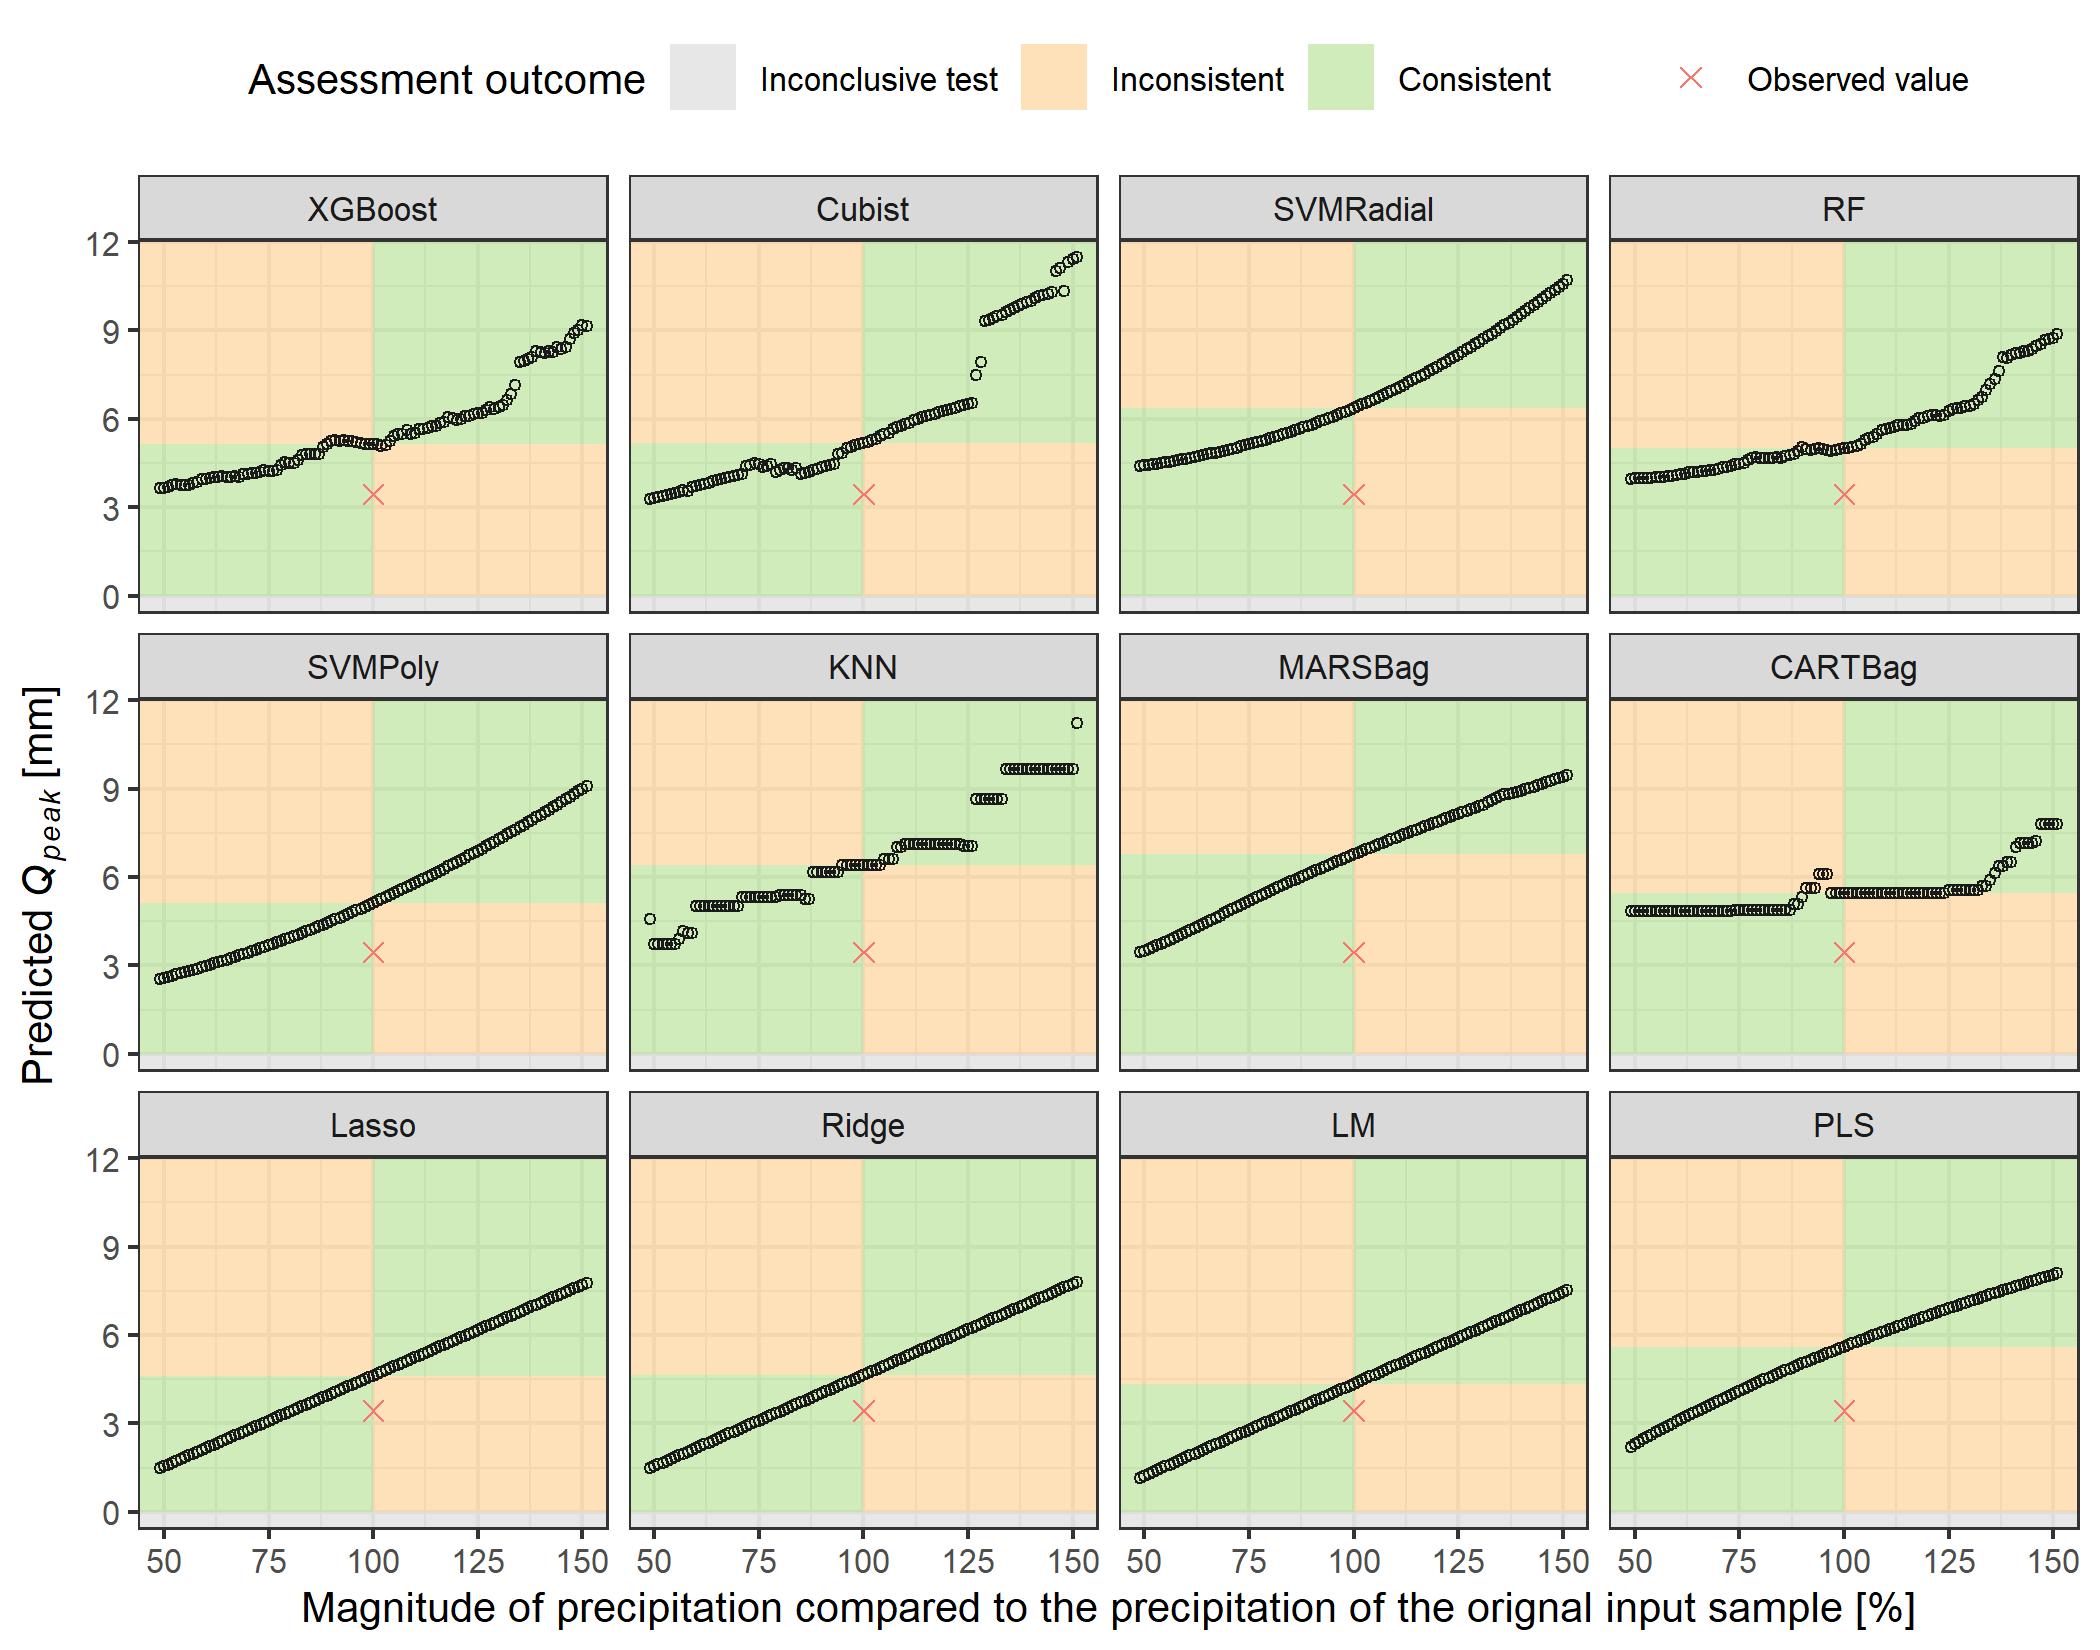 Assessment outcome Inconclusive test Inconsistent Consistent Observed value
XGBoost Cubist SVMRadial RF
12
9
6
3
0
SVMPoly KNN MARSBag CARTBag
12
9
6
3
0
Predicted Qpeak [mm]
Lasso Ridge LM PLS
12
9
6
3
0
50 75 100 125 150 50 75 100 125 150 50 75 100 125 150 50 75 100 125 150
Magnitude of precipitation compared to the precipitation of the orignal input sample [%]